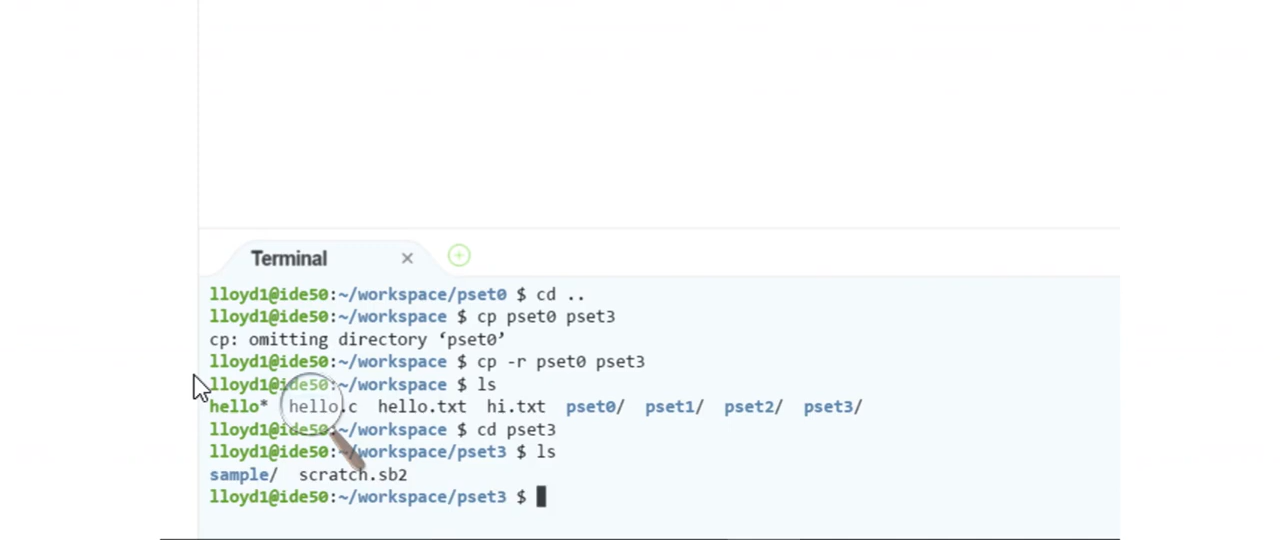 Terminal
lloyd1@ide50:~/workspace/pset0 $ cd ..
lloyd1@ide50:~/workspace $ cp pset0 pset3
cp: omitting directory ‘pset0’
lloyd1@ide50:~/workspace $ cp -r pset0 pset3
lloyd1@ide50:~/workspace $ ls
hello* hello.c hello.txt hi.txt pset0/ pset1/ pset2/ pset3/
lloyd1@ide50:~/workspace $ cd pset3
lloyd1@ide50:~/workspace/pset3 $ ls
sample/ scratch.sb2
lloyd1@ide50:~/workspace/pset3 $